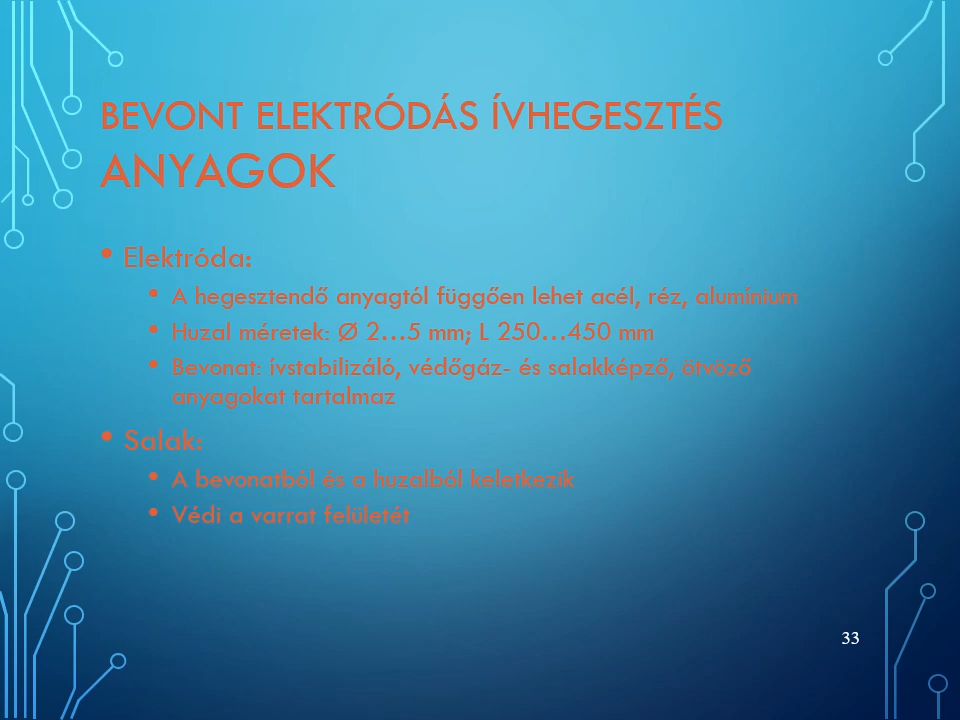 BEVONT ELEKTRÓDÁS ÍVHEGESZTÉS
ANYAGOK
• Elektróda:
• A hegesztendő anyagtól függően lehet acél, réz, alumínium
• Huzal méretek: Ø 2…5 mm; L 250…450 mm
• Bevonat: ívstabilizáló, védőgáz- és salakképző, ötvöző
anyagokat tartalmaz
• Salak:
• A bevonatból és a huzalból keletkezik
• Védi a varrat felületét
33